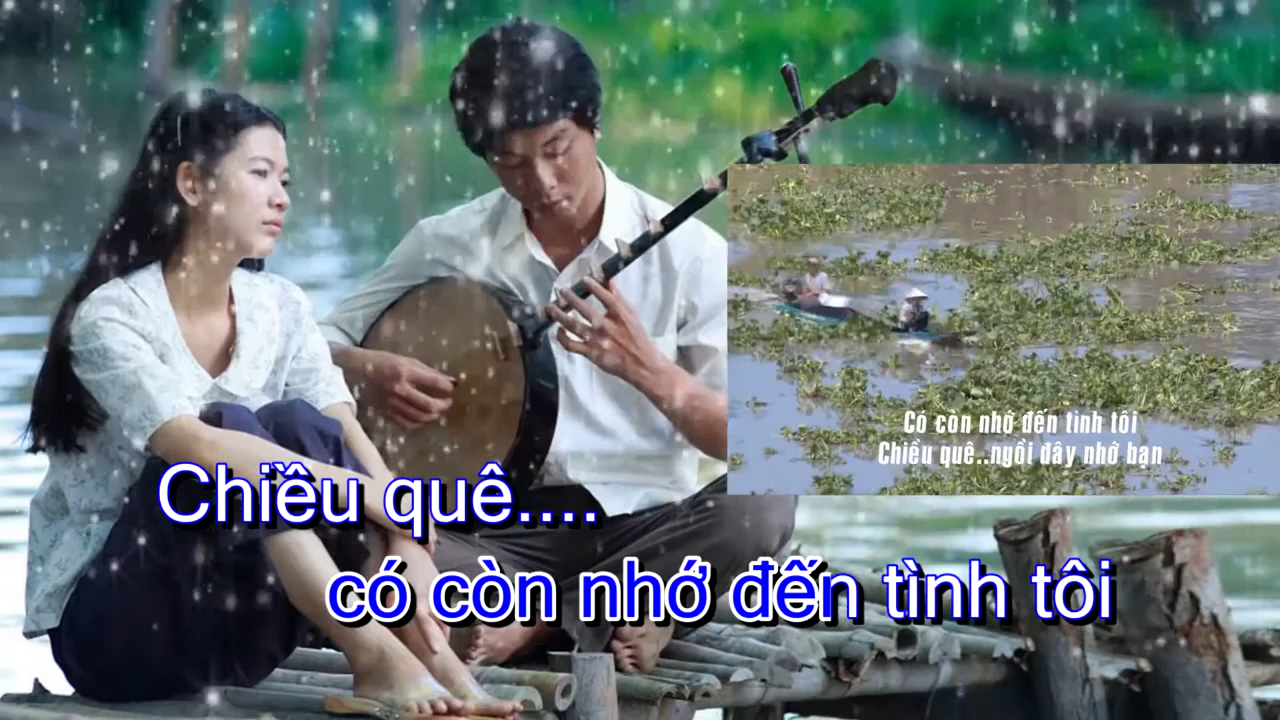 Có còn nhớ đến tình tôi
Chiều quê..ngồi đây nhớ bạn
Chiều quê....
có còn nhớ đến tình tôi